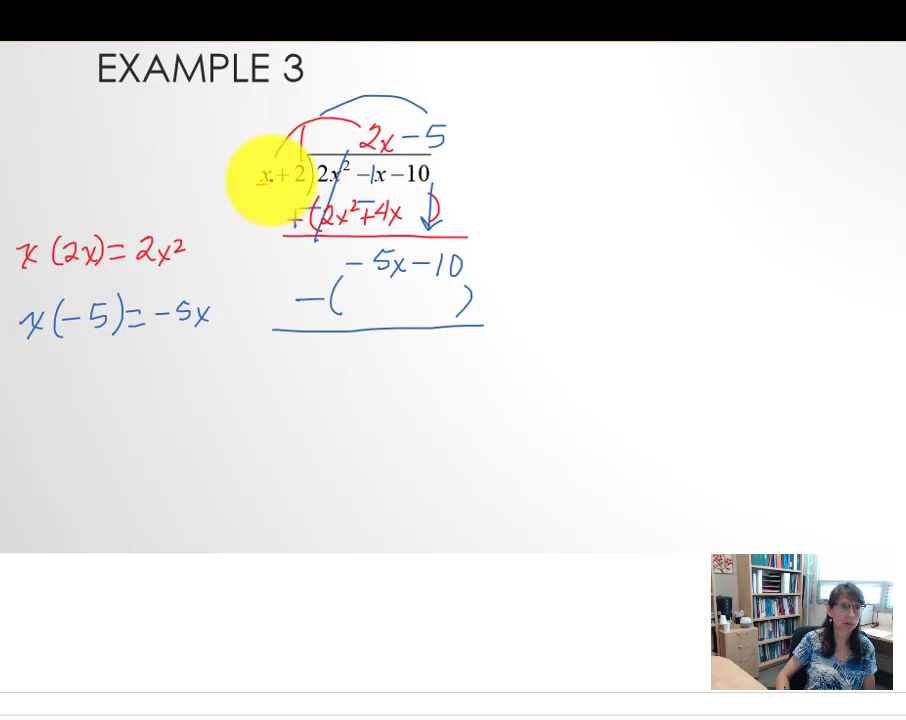 EXAMPLE 3
2x - 5
x + 2 ) 2x² - 1x - 10
+ - (2x² + 4x )
x (2x) = 2x²
- 5x - 10
x (-5) = -5x
- ( )